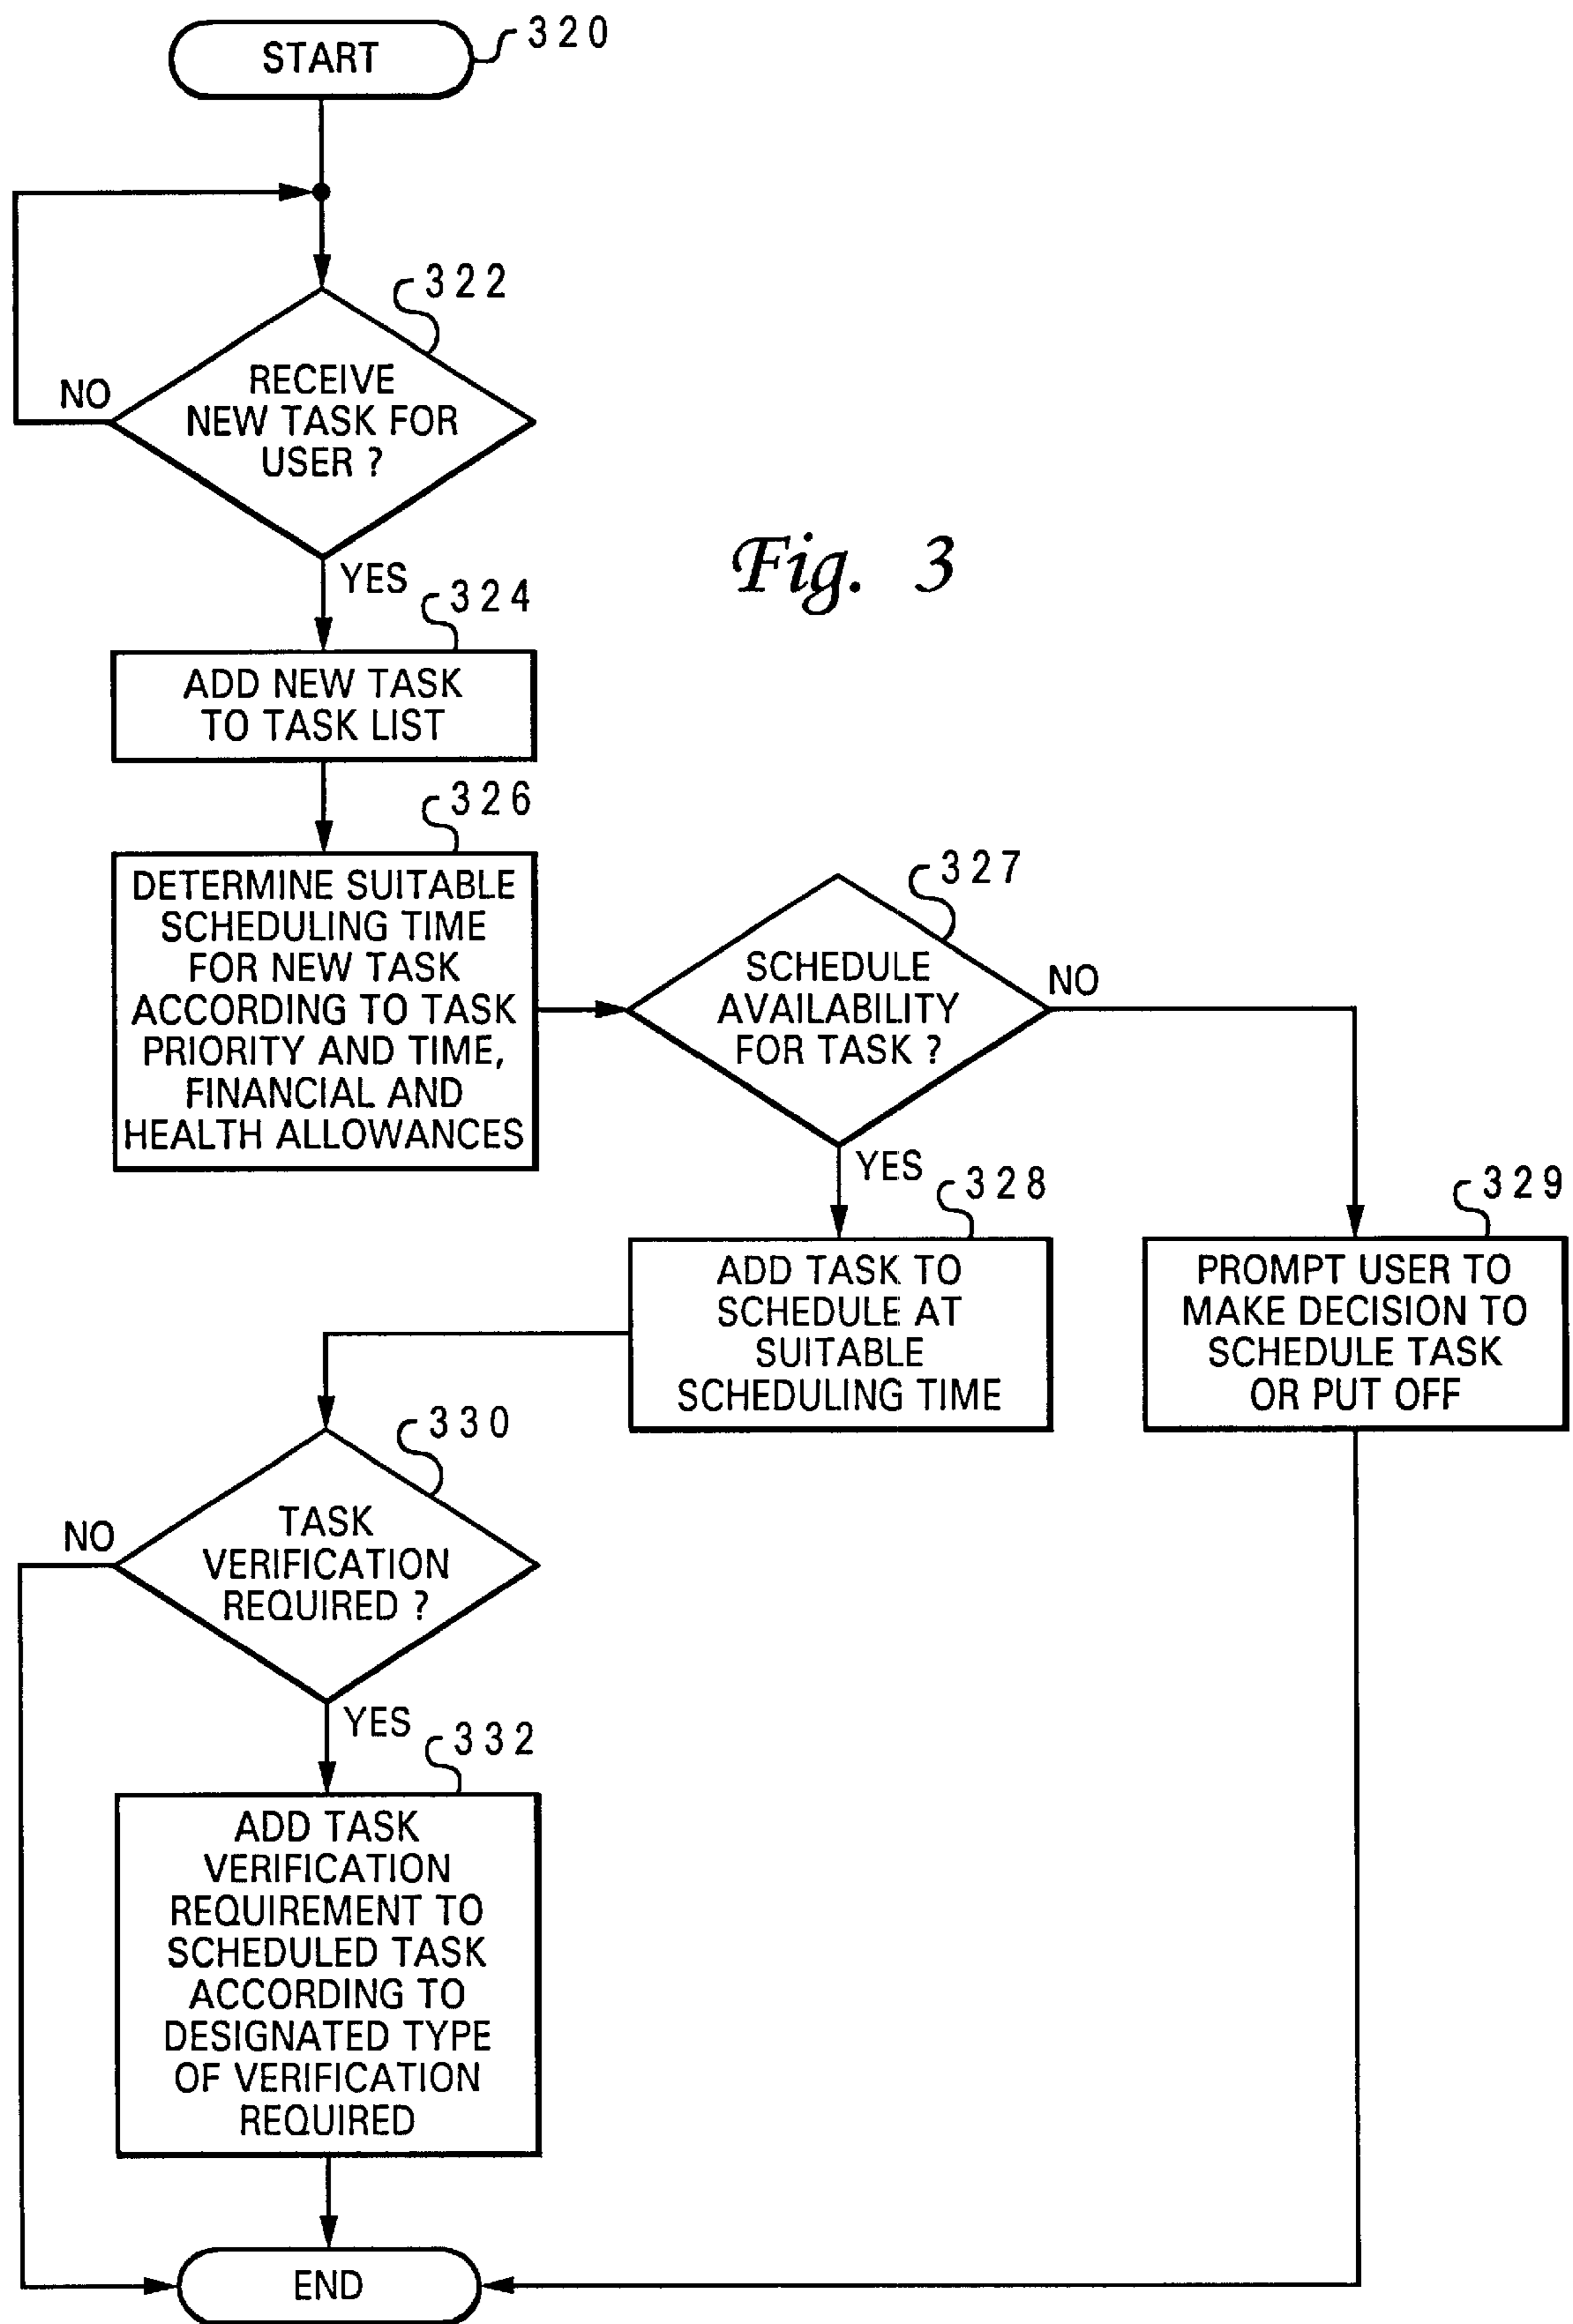 START
320
322
RECEIVE
NEW TASK FOR
USER ?
NO
YES
Fig. 3
324
ADD NEW TASK
TO TASK LIST
326
DETERMINE SUITABLE
SCHEDULING TIME
FOR NEW TASK
ACCORDING TO TASK
PRIORITY AND TIME,
FINANCIAL AND
HEALTH ALLOWANCES
327
SCHEDULE
AVAILABILITY
FOR TASK ?
NO
YES
328
ADD TASK TO
SCHEDULE AT
SUITABLE
SCHEDULING TIME
329
PROMPT USER TO
MAKE DECISION TO
SCHEDULE TASK
OR PUT OFF
330
TASK
VERIFICATION
REQUIRED ?
NO
YES
332
ADD TASK
VERIFICATION
REQUIREMENT TO
SCHEDULED TASK
ACCORDING TO
DESIGNATED TYPE
OF VERIFICATION
REQUIRED
END